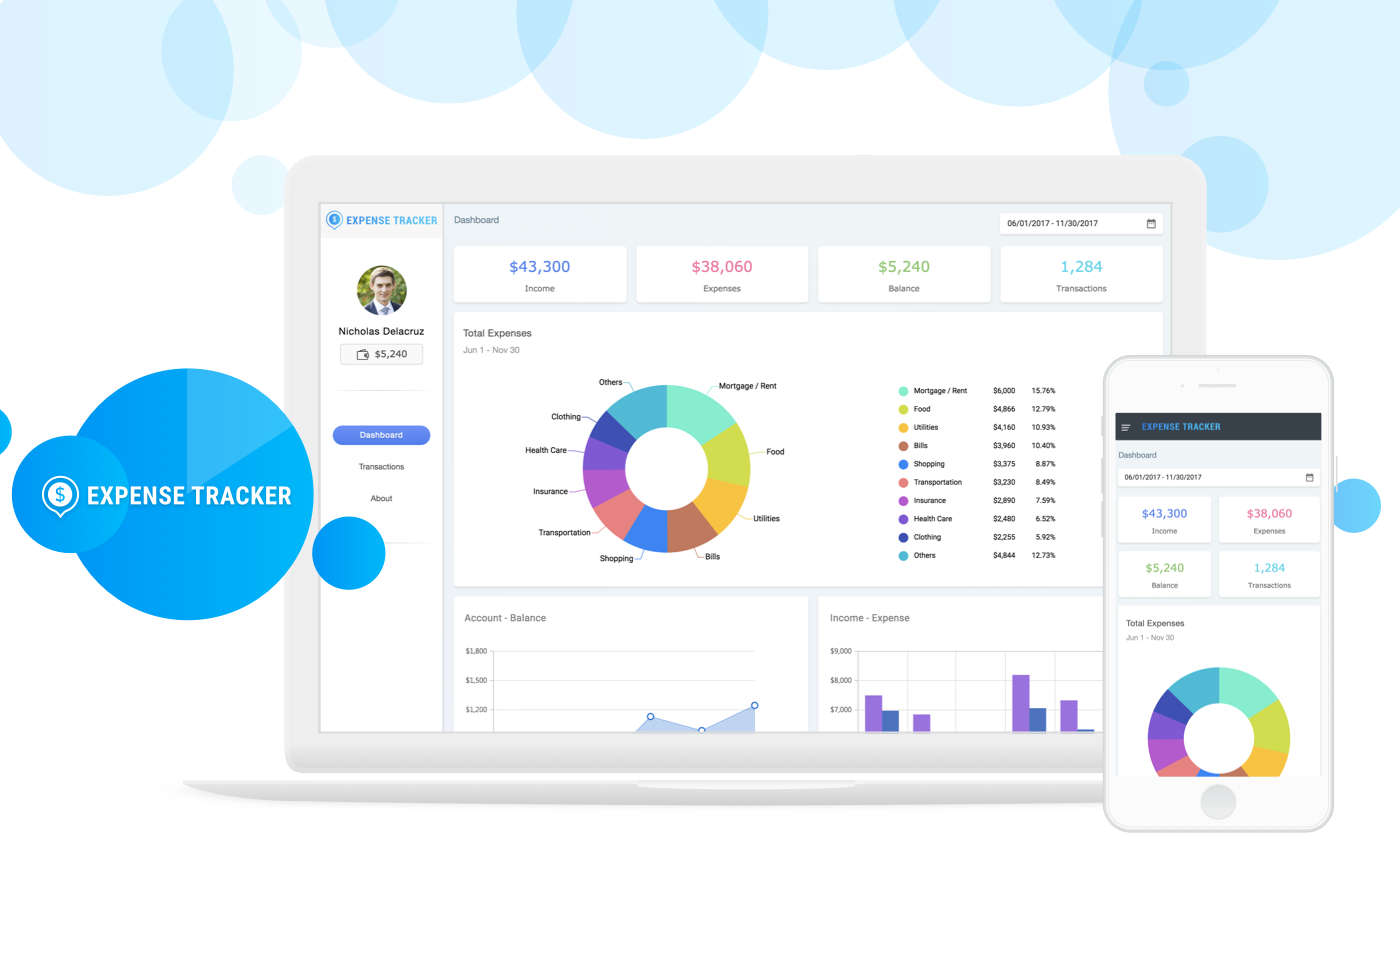 EXPENSE TRACKER
Dashboard
06/01/2017 - 11/30/2017
$43,300
Income
$38,060
Expenses
$5,240
Balance
1,284
Transactions
Nicholas Delacruz
$5,240
Dashboard
Transactions
About
Total Expenses
Jun 1 - Nov 30
Others
Mortgage / Rent
Clothing
Health Care
Food
Insurance
Utilities
Transportation
Bills
Shopping
Mortgage / Rent $6,000 15.76%
Food $4,866 12.79%
Utilities $4,160 10.93%
Bills $3,960 10.40%
Shopping $3,375 8.87%
Transportation $3,230 8.49%
Insurance $2,890 7.59%
Health Care $2,480 6.52%
Clothing $2,255 5.92%
Others $4,844 12.73%
Account - Balance
$1,800
$1,500
$1,200
Income - Expense
$9,000
$8,000
$7,000
$ EXPENSE TRACKER
EXPENSE TRACKER
Dashboard
06/01/2017 - 11/30/2017
$43,300
Income
$38,060
Expenses
$5,240
Balance
1,284
Transactions
Total Expenses
Jun 1 - Nov 30